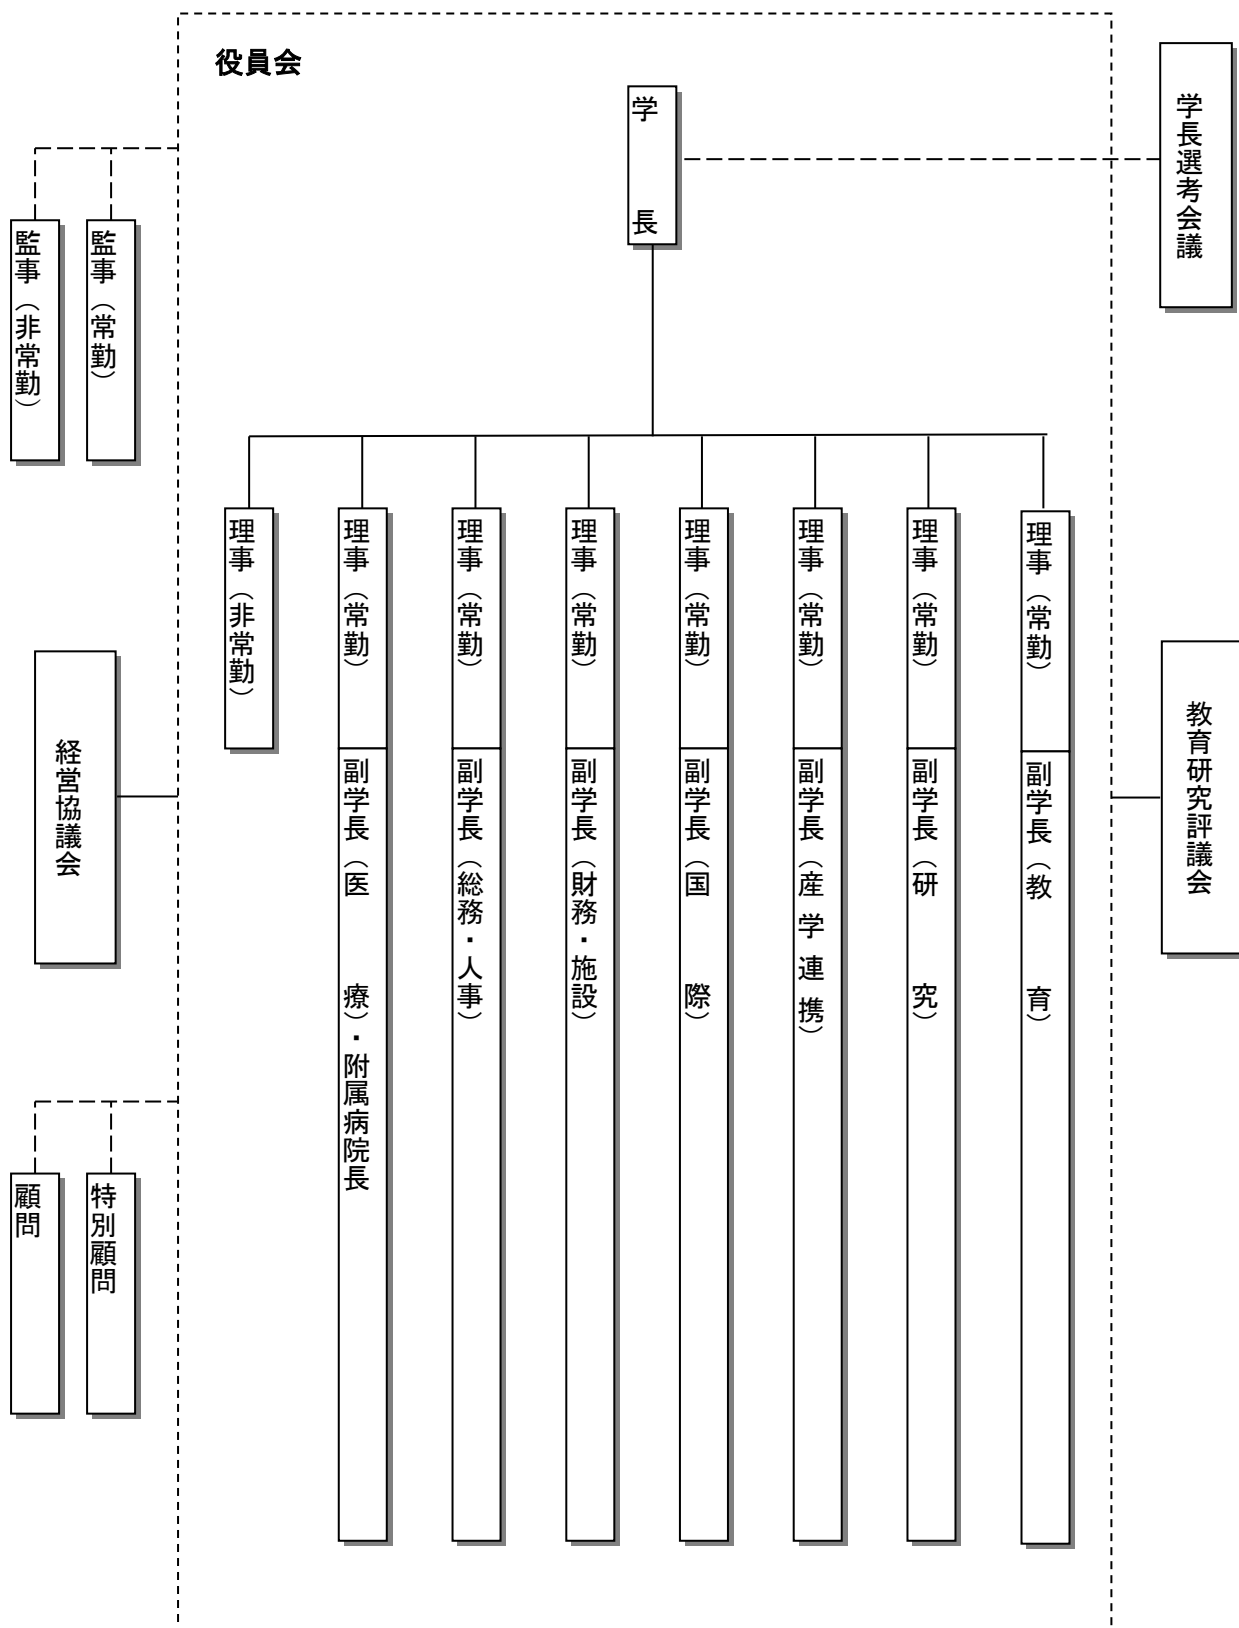 役員会
学長
学長選考会議
監事（常勤）
監事（非常勤）
理事（常勤）
副学長（教育）
理事（常勤）
副学長（研究）
理事（常勤）
副学長（産学連携）
理事（常勤）
副学長（国際）
理事（常勤）
副学長（財務・施設）
理事（常勤）
副学長（総務・人事）
理事（常勤）
副学長（医療）・附属病院長
理事（非常勤）
教育研究評議会
経営協議会
特別顧問
顧問